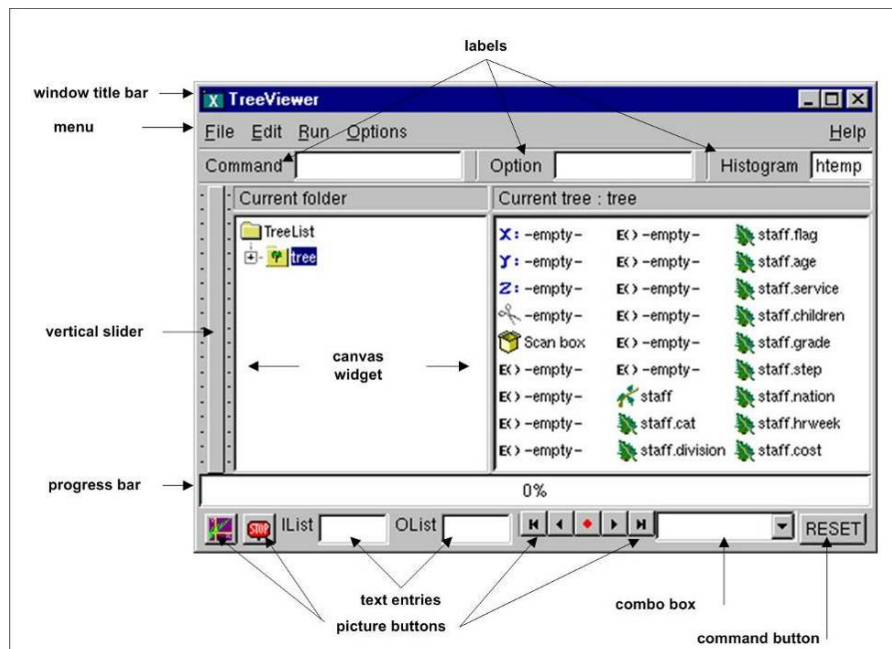 labels
window title bar
TreeViewer
menu
File Edit Run Options Help
Command Option Histogram htemp
Current folder
Current tree : tree
TreeList
tree
X: -empty- E() -empty- staff.flag
Y: -empty- E() -empty- staff.age
Z: -empty- E() -empty- staff.service
-empty- E() -empty- staff.children
Scan box E() -empty- staff.grade
E() -empty- E() -empty- staff.step
E() -empty- staff staff.nation
E() -empty- staff.cat staff.hrweek
E() -empty- staff.division staff.cost
vertical slider
canvas
widget
progress bar
0%
STOP IList OList RESET
text entries
picture buttons
combo box
command button